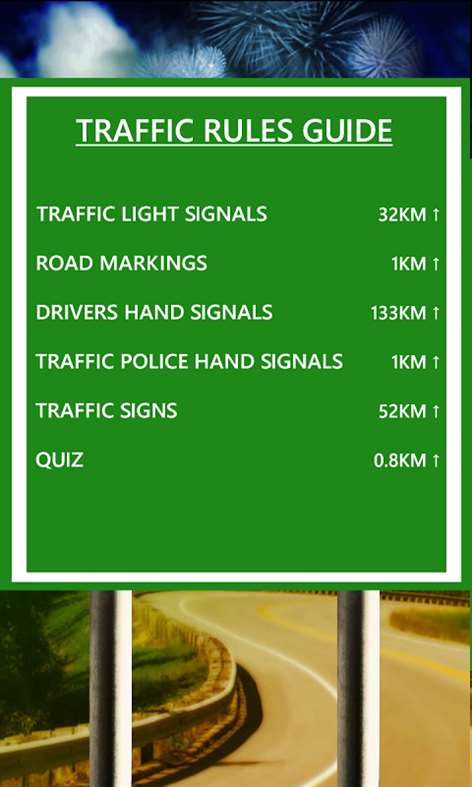 TRAFFIC RULES GUIDE
TRAFFIC LIGHT SIGNALS 32KM ↑
ROAD MARKINGS 1KM ↑
DRIVERS HAND SIGNALS 133KM ↑
TRAFFIC POLICE HAND SIGNALS 1KM ↑
TRAFFIC SIGNS 52KM ↑
QUIZ 0.8KM ↑